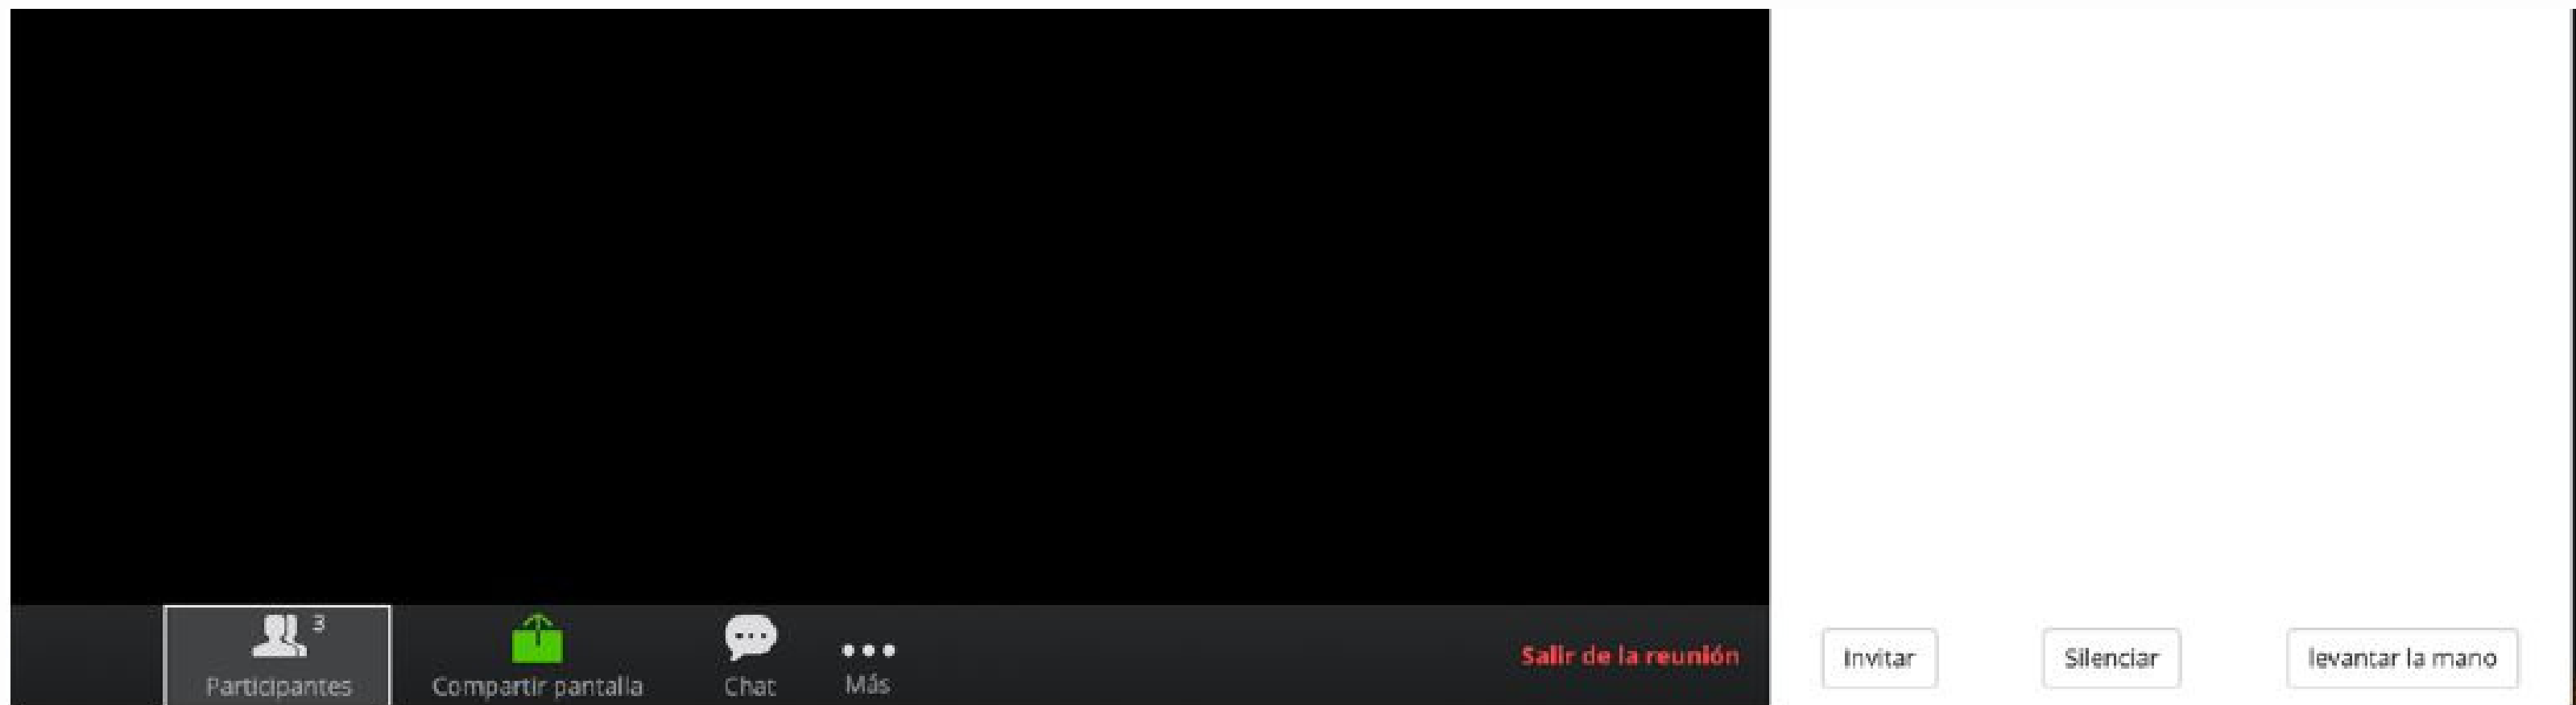 3
Participantes
Compartir pantalla
Chat
Más
Salir de la reunión
Invitar
Silenciar
levantar la mano